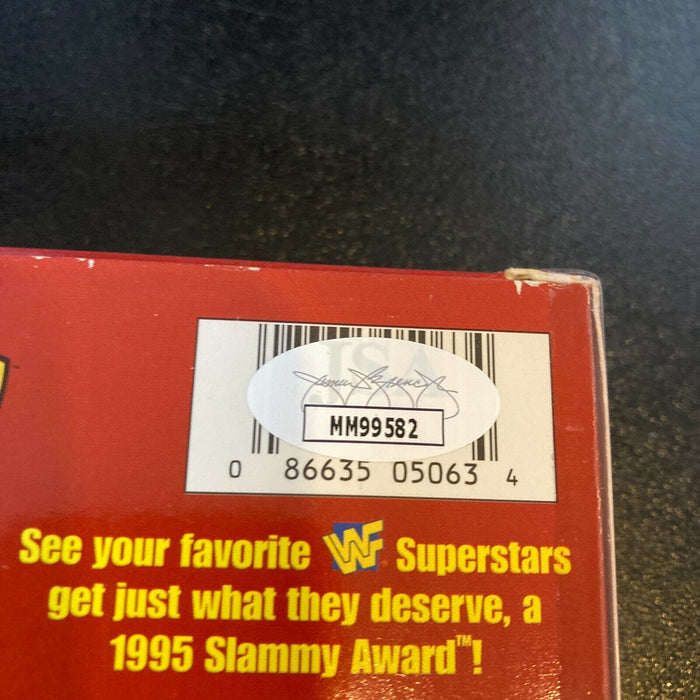 JSA
MM99582
0 86635 05063 4
See your favorite WF Superstars
get just what they deserve, a
1995 Slammy Award™!